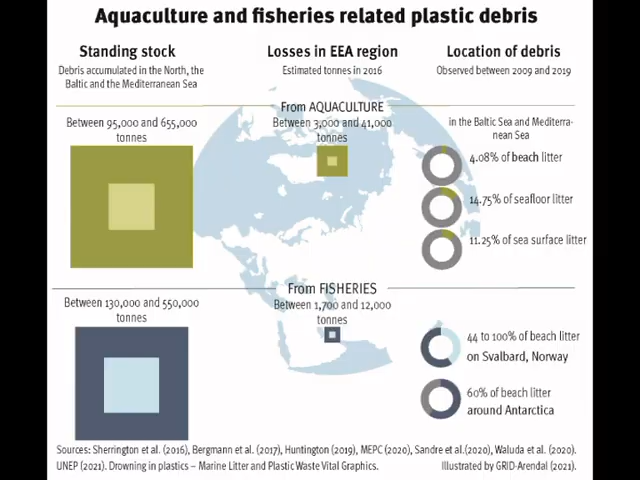 Aquaculture and fisheries related plastic debris
Standing stock
Debris accumulated in the North, the
Baltic and the Mediterranean Sea
Losses in EEA region
Estimated tonnes in 2016
Location of debris
Observed between 2009 and 2019
From AQUACULTURE
Between 95,000 and 655,000
tonnes
Between 3,000 and 41,000
tonnes
in the Baltic Sea and Mediterra-
nean Sea
4.08% of beach litter
14.75% of seafloor litter
11.25% of sea surface litter
From FISHERIES
Between 130,000 and 550,000
tonnes
Between 1,700 and 12,000
tonnes
44 to 100% of beach litter
on Svalbard, Norway
60% of beach litter
around Antarctica
Sources: Sherrington et al. (2016), Bergmann et al. (2017), Huntington (2019), MEPC (2020), Sandre et al.(2020), Waluda et al. (2020).
UNEP (2021). Drowning in plastics – Marine Litter and Plastic Waste Vital Graphics.
Illustrated by GRID-Arendal (2021).